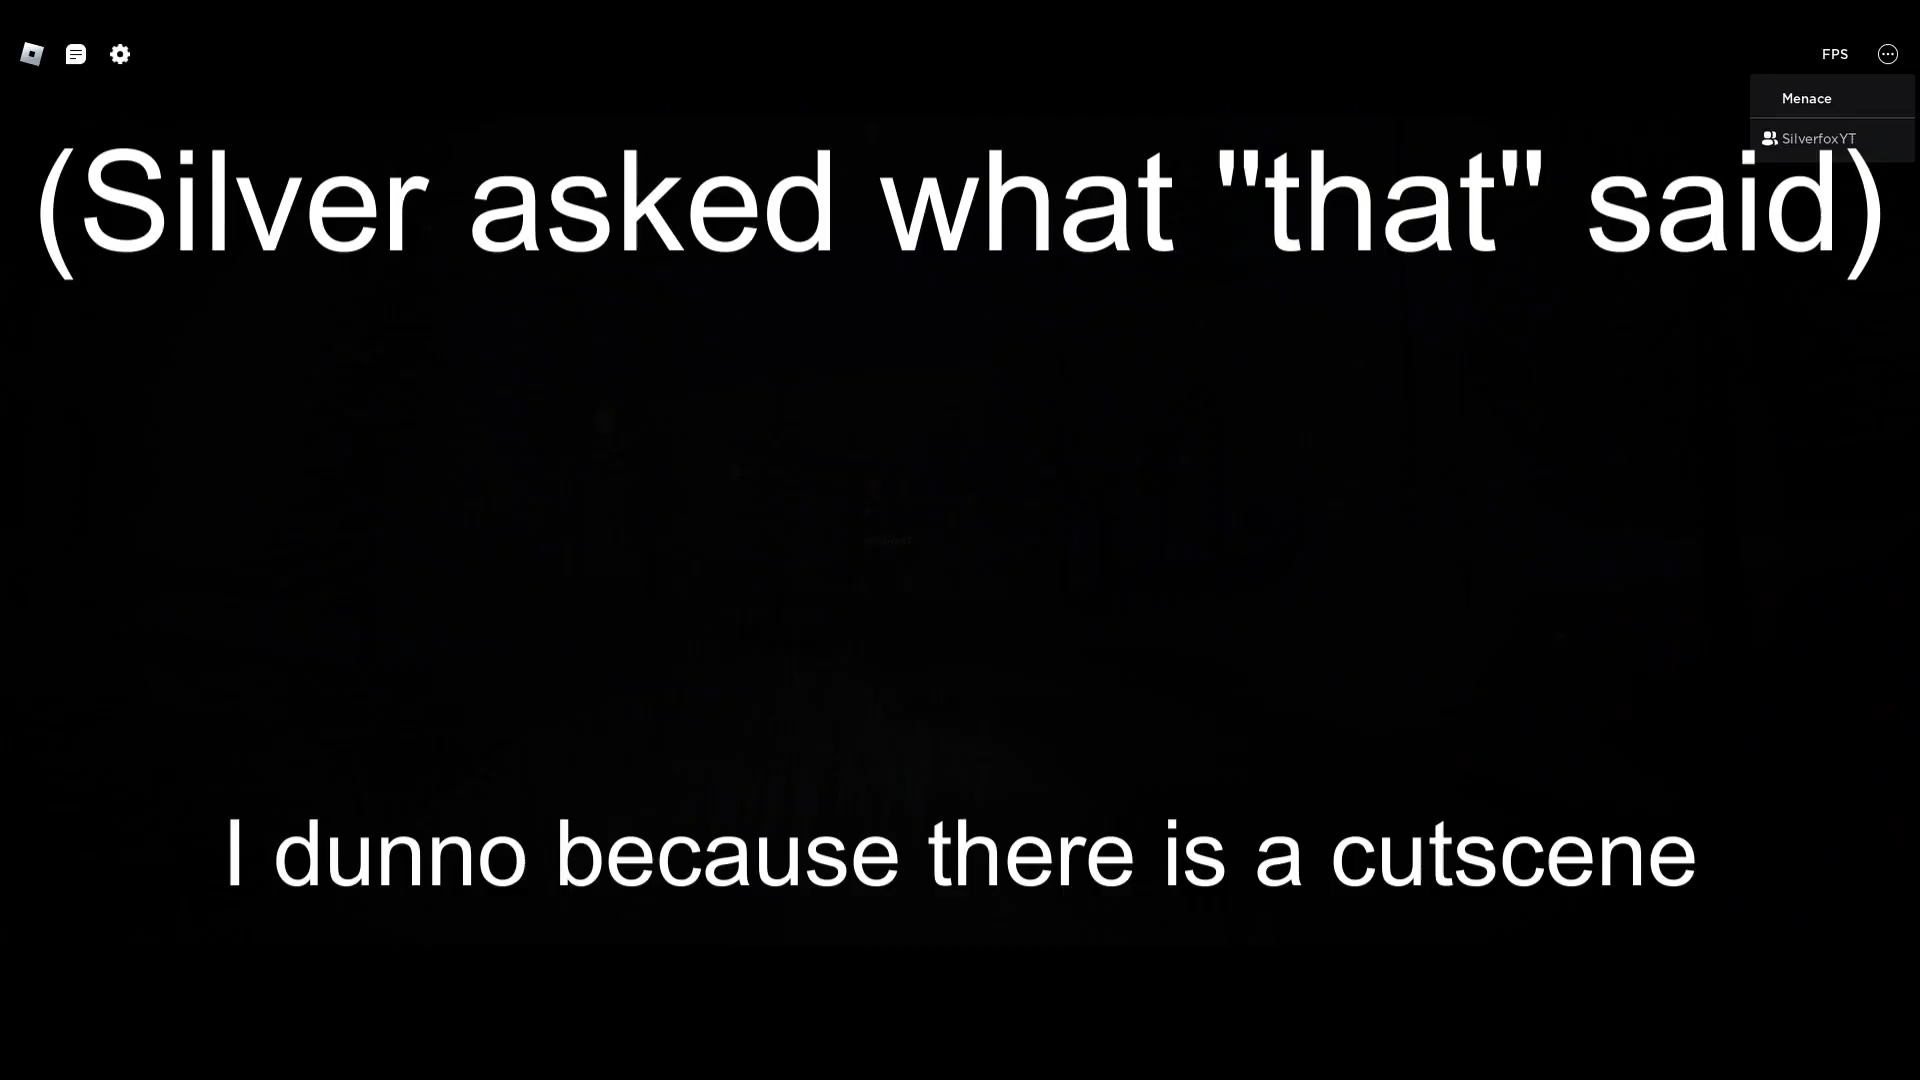 FPS
Menace
SilverfoxYT
(Silver asked what "that" said)
I dunno because there is a cutscene